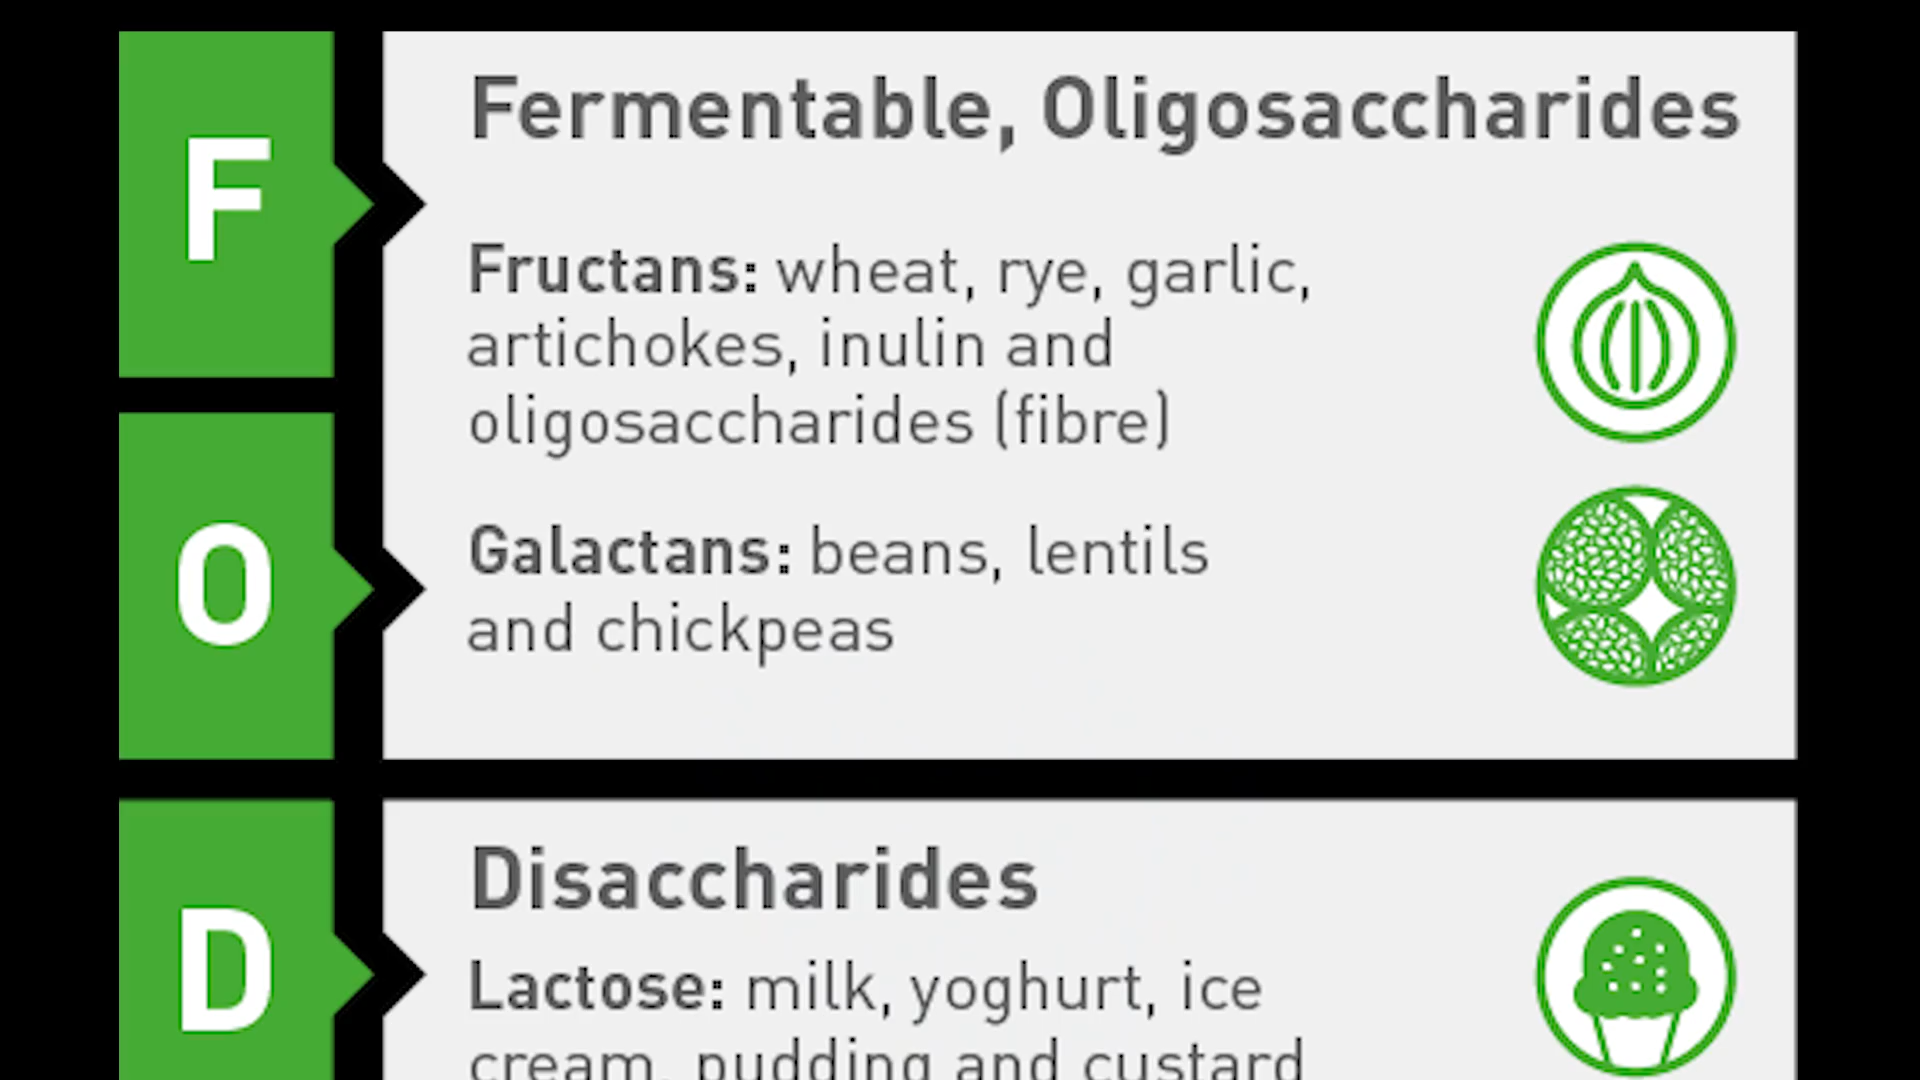 F
Fermentable, Oligosaccharides
Fructans: wheat, rye, garlic,
artichokes, inulin and
oligosaccharides (fibre)
O
Galactans: beans, lentils
and chickpeas
D
Disaccharides
Lactose: milk, yoghurt, ice
cream, pudding and custard